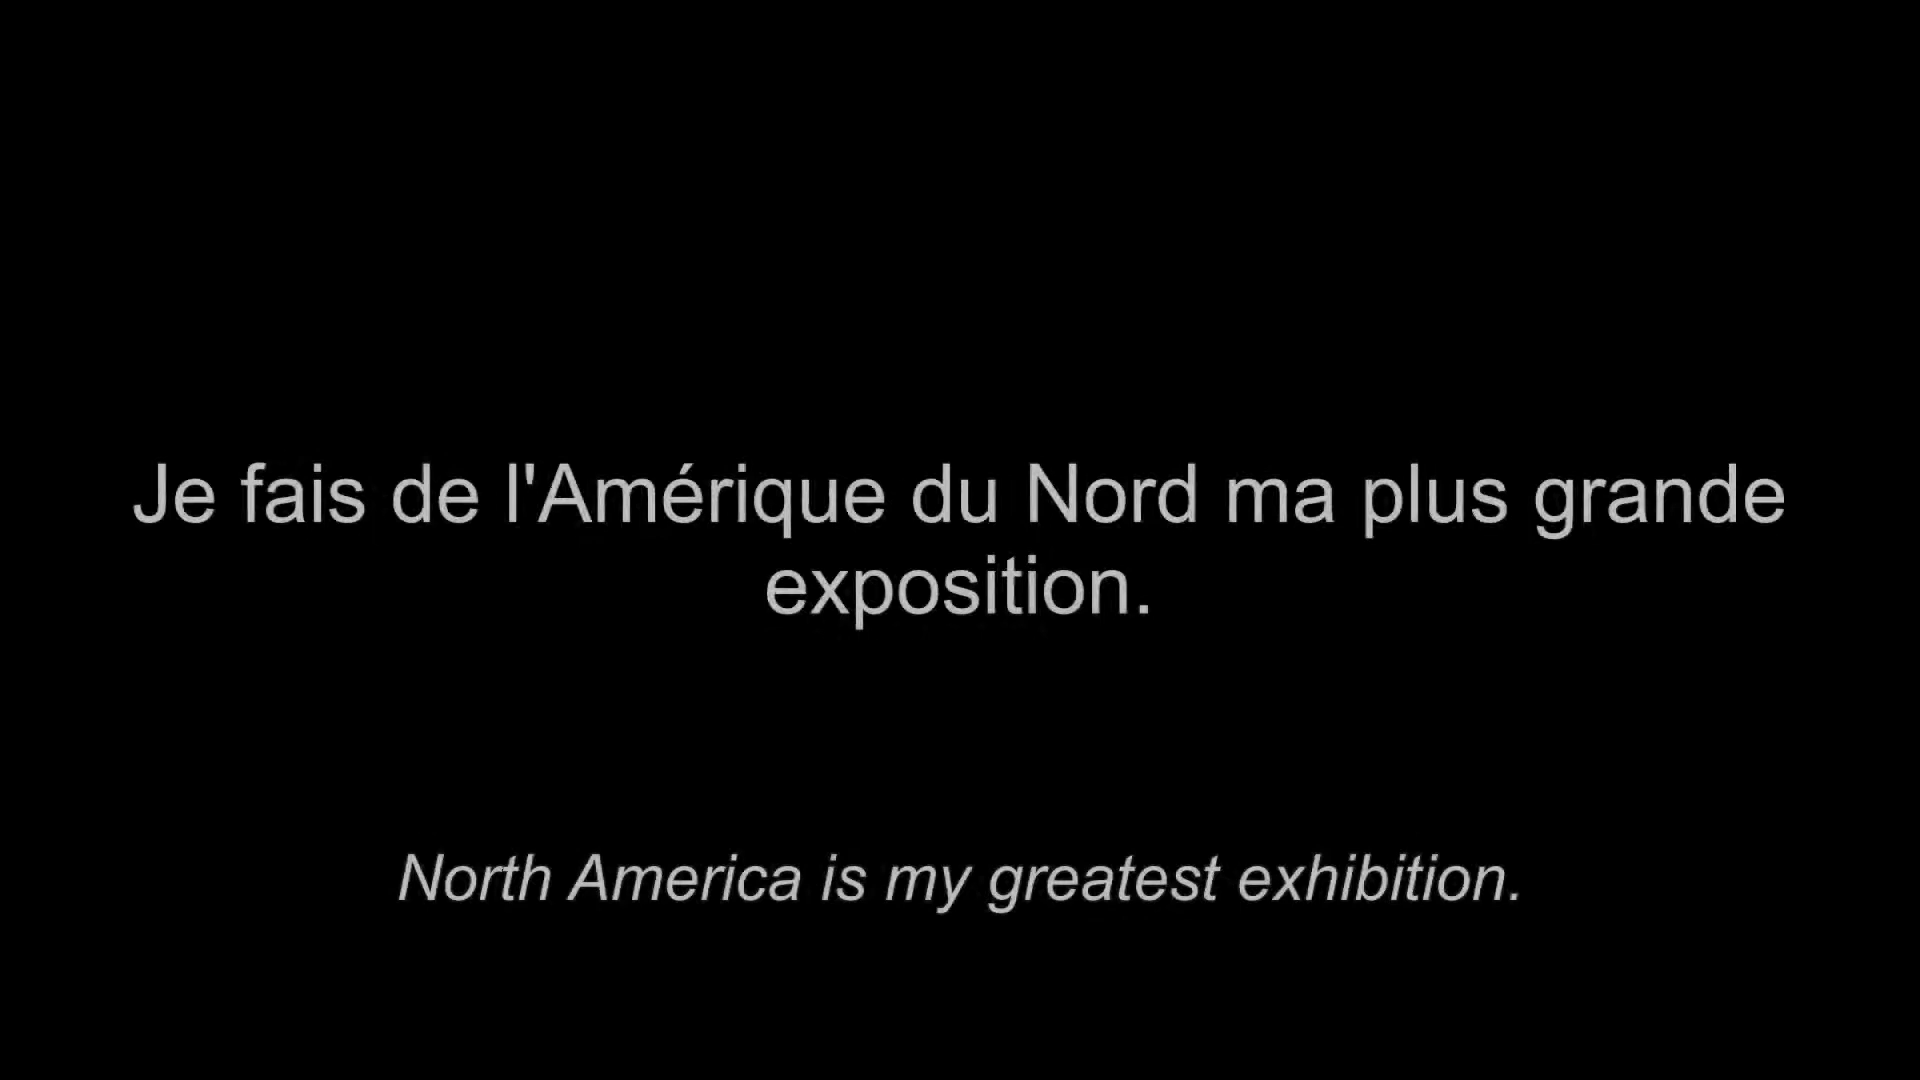 Je fais de l'Amérique du Nord ma plus grande
exposition.
North America is my greatest exhibition.